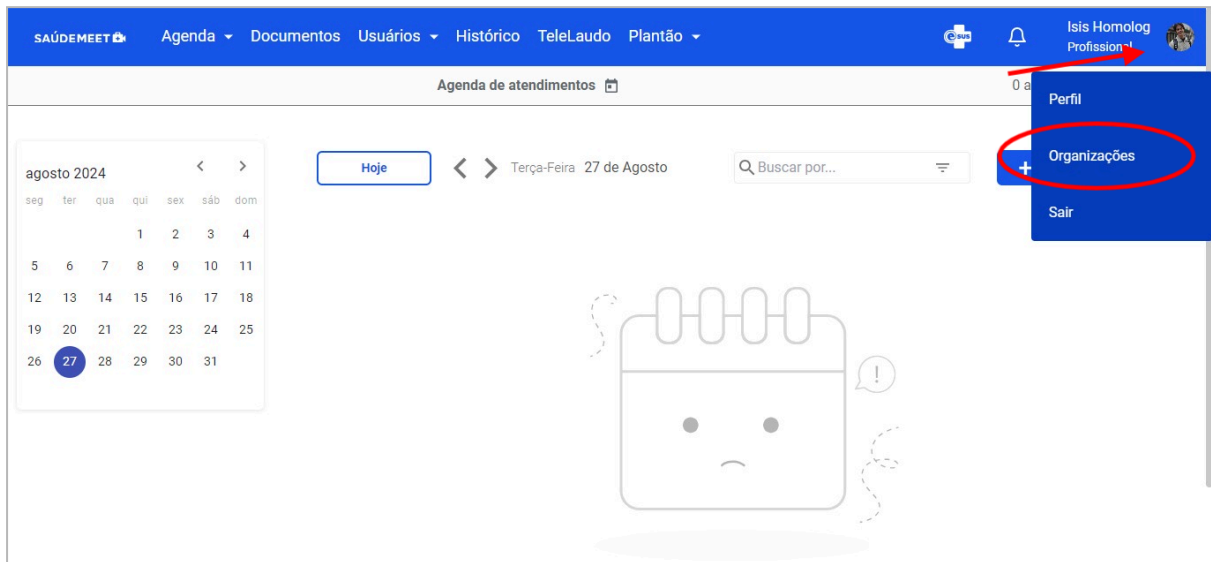 SAÚDEMEET Agenda Documentos Usuários Histórico TeleLaudo Plantão e sus Isis Homolog
Profissional
Agenda de atendimentos 0 a
Perfil
Organizações
Sair
agosto 2024
seg ter qua qui sex sáb dom
1 2 3 4
5 6 7 8 9 10 11
12 13 14 15 16 17 18
19 20 21 22 23 24 25
26 27 28 29 30 31
Hoje Terça-Feira 27 de Agosto Buscar por... +
!